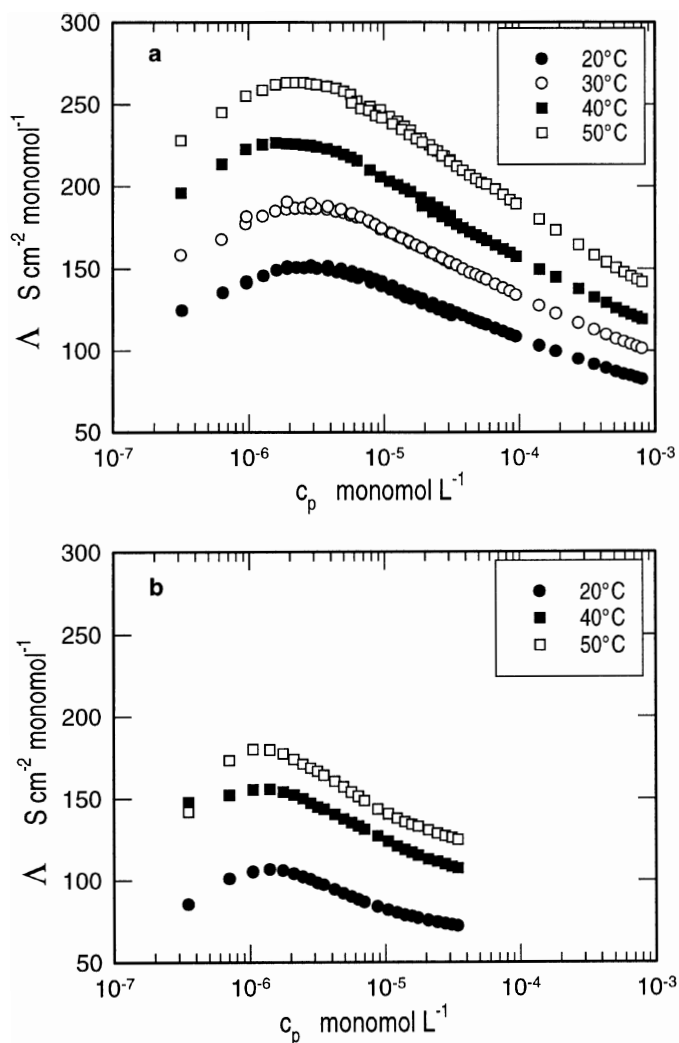 a
300
250
200
150
100
50
Λ S cm⁻² monomol⁻¹
20°C
30°C
40°C
50°C
10⁻⁷ 10⁻⁶ 10⁻⁵ 10⁻⁴ 10⁻³
cₚ monomol L⁻¹
b
300
250
200
150
100
50
Λ S cm⁻² monomol⁻¹
20°C
40°C
50°C
10⁻⁷ 10⁻⁶ 10⁻⁵ 10⁻⁴ 10⁻³
cₚ monomol L⁻¹